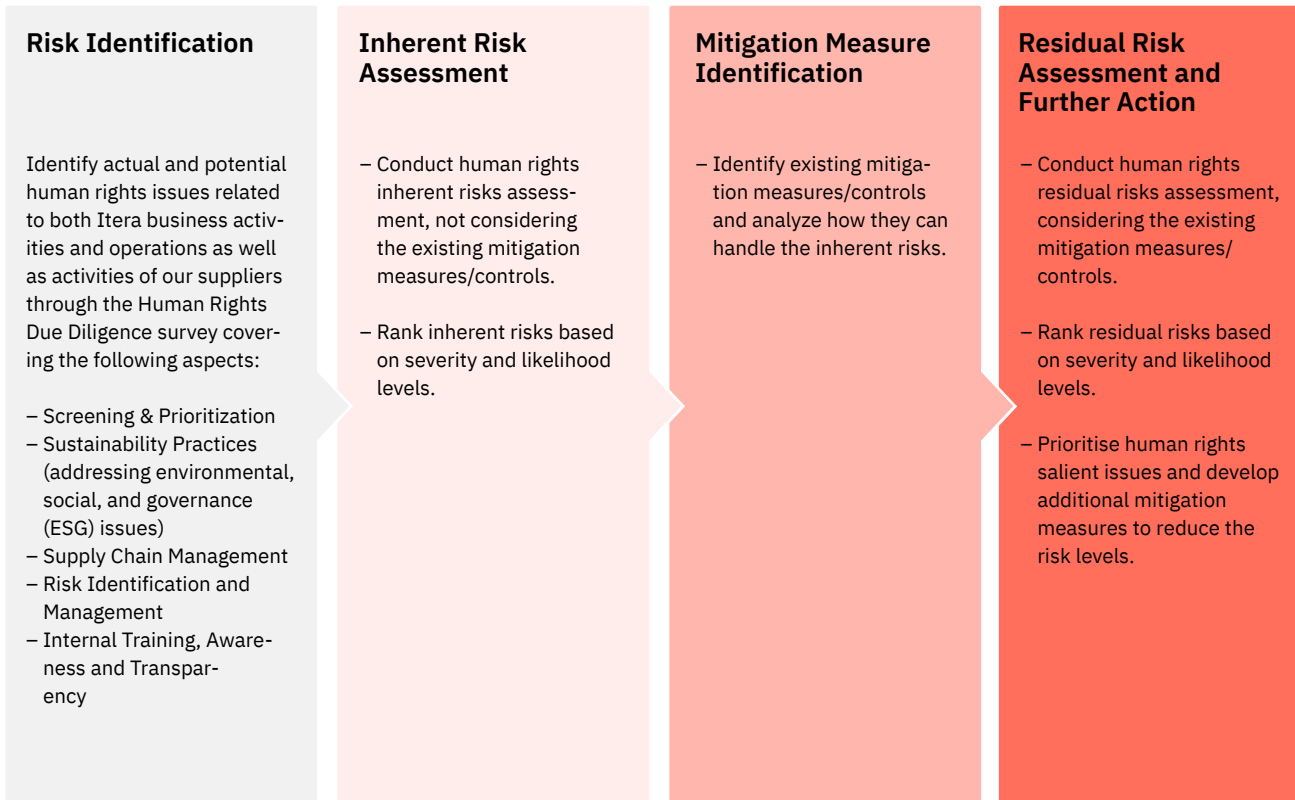 Risk Identification
Identify actual and potential
human rights issues related
to both Itera business activ-
ities and operations as well
as activities of our suppliers
through the Human Rights
Due Diligence survey cover-
ing the following aspects:
– Screening & Prioritization
– Sustainability Practices
(addressing environmental,
social, and governance
(ESG) issues)
– Supply Chain Management
– Risk Identification and
Management
– Internal Training, Aware-
ness and Transpar-
ency
Inherent Risk
Assessment
– Conduct human rights
inherent risks assess-
ment, not considering
the existing mitigation
measures/controls.
– Rank inherent risks based
on severity and likelihood
levels.
Mitigation Measure
Identification
– Identify existing mitiga-
tion measures/controls
and analyze how they can
handle the inherent risks.
Residual Risk
Assessment and
Further Action
– Conduct human rights
residual risks assessment,
considering the existing
mitigation measures/
controls.
– Rank residual risks based
on severity and likelihood
levels.
– Prioritise human rights
salient issues and develop
additional mitigation
measures to reduce the
risk levels.